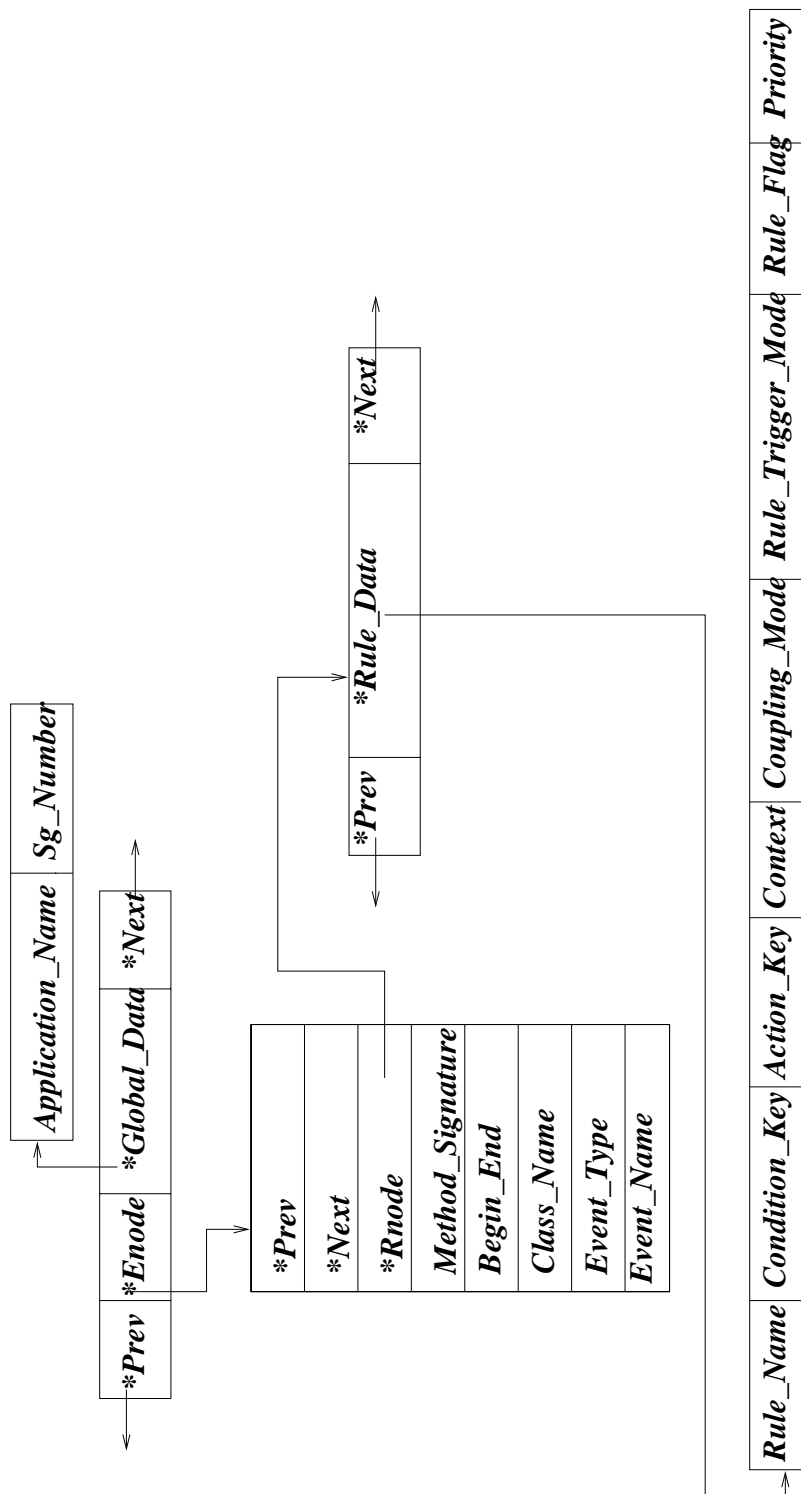 Application_Name Sg_Number
*Prev *Enode *Global_Data *Next
*Prev
*Next
*Rnode
Method_Signature
Begin_End
Class_Name
Event_Type
Event_Name
*Prev *Rule_Data *Next
Rule_Name Condition_Key Action_Key Context Coupling_Mode Rule_Trigger_Mode Rule_Flag Priority